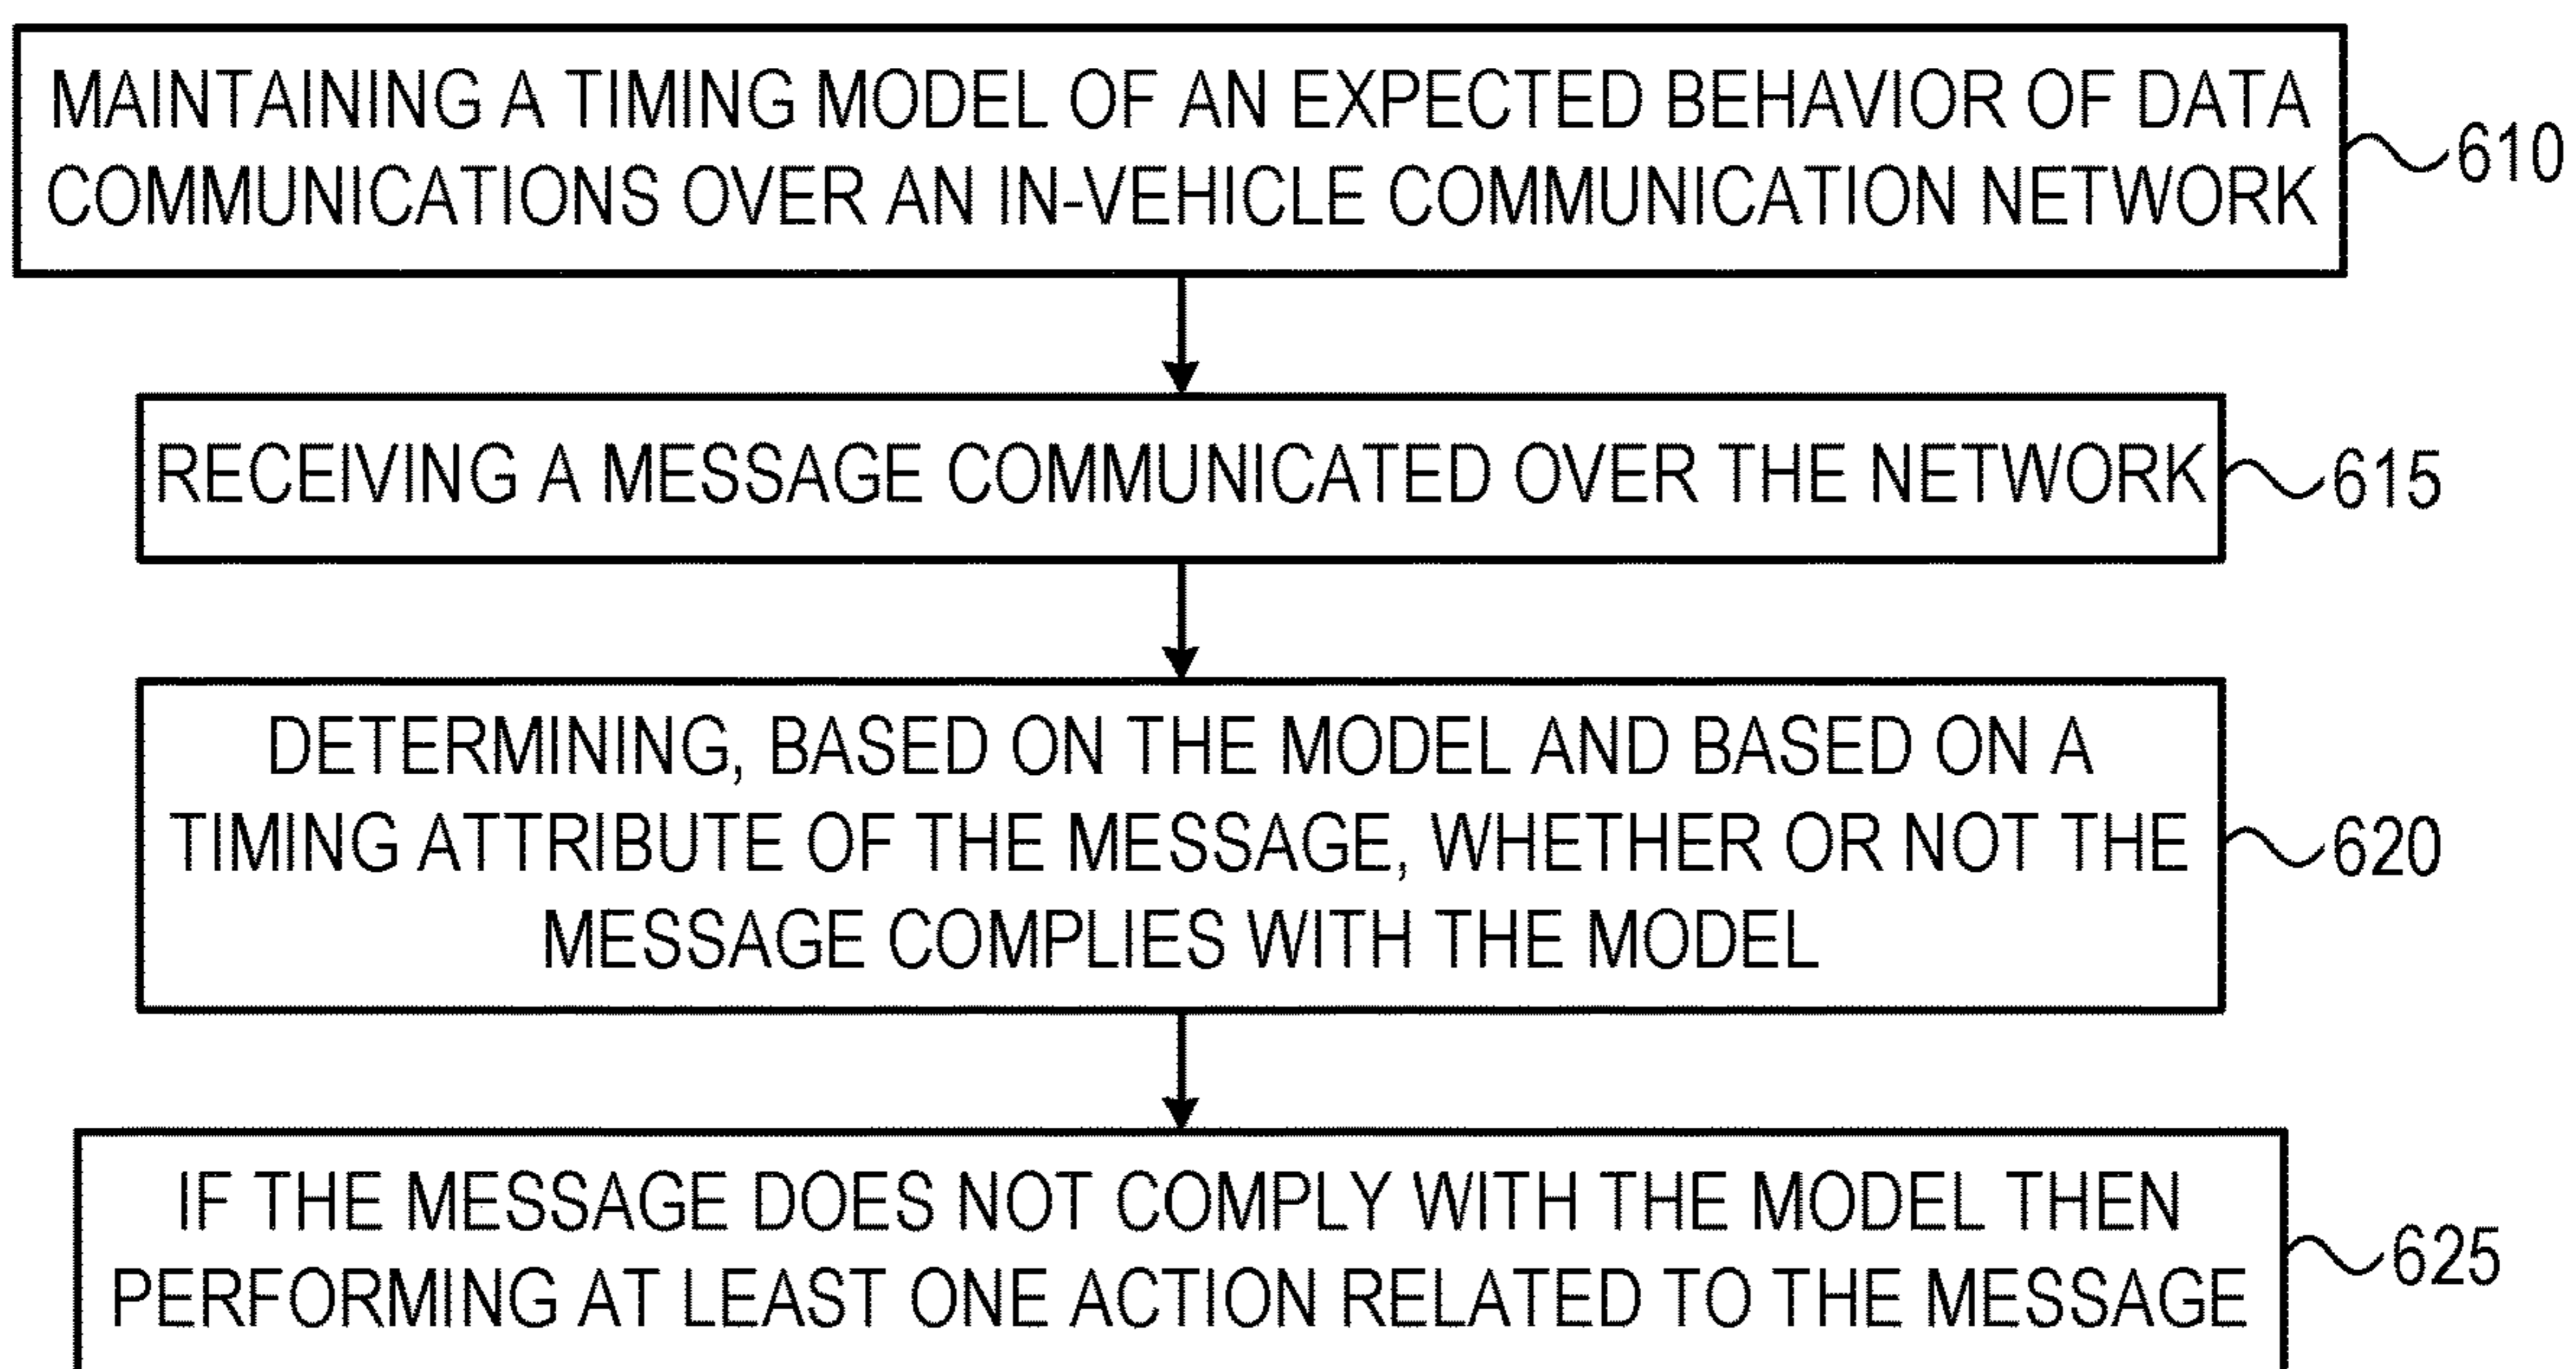 MAINTAINING A TIMING MODEL OF AN EXPECTED BEHAVIOR OF DATA
COMMUNICATIONS OVER AN IN-VEHICLE COMMUNICATION NETWORK
610
RECEIVING A MESSAGE COMMUNICATED OVER THE NETWORK
615
DETERMINING, BASED ON THE MODEL AND BASED ON A
TIMING ATTRIBUTE OF THE MESSAGE, WHETHER OR NOT THE
MESSAGE COMPLIES WITH THE MODEL
620
IF THE MESSAGE DOES NOT COMPLY WITH THE MODEL THEN
PERFORMING AT LEAST ONE ACTION RELATED TO THE MESSAGE
625